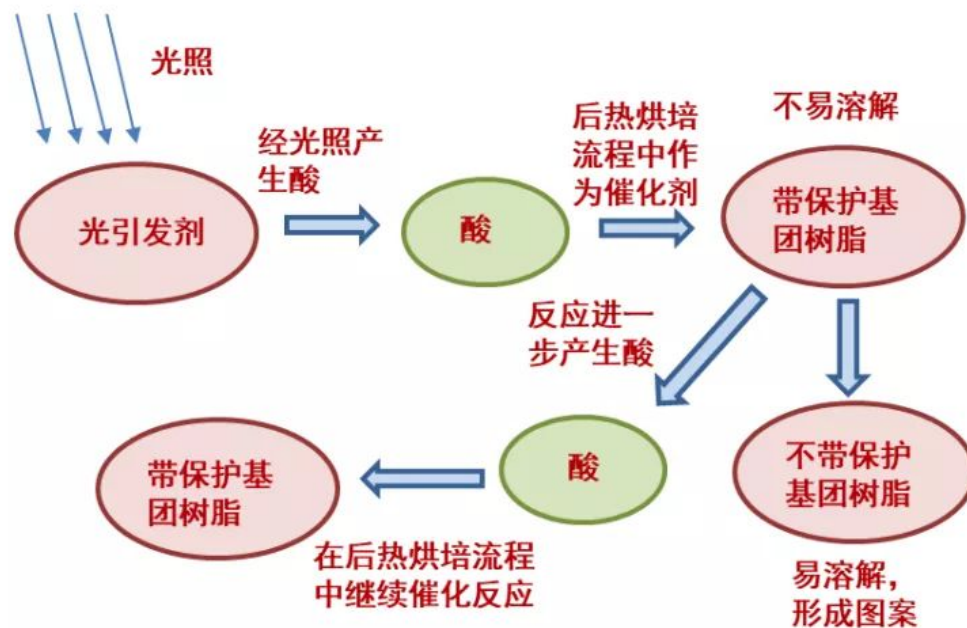 光照
经光照产
生酸
后热烘培
流程中作
为催化剂
不易溶解
光引发剂
酸
带保护基
团树脂
反应进一
步产生酸
带保护基
团树脂
酸
不带保护
基团树脂
在后热烘培流程
中继续催化反应
易溶解，
形成图案